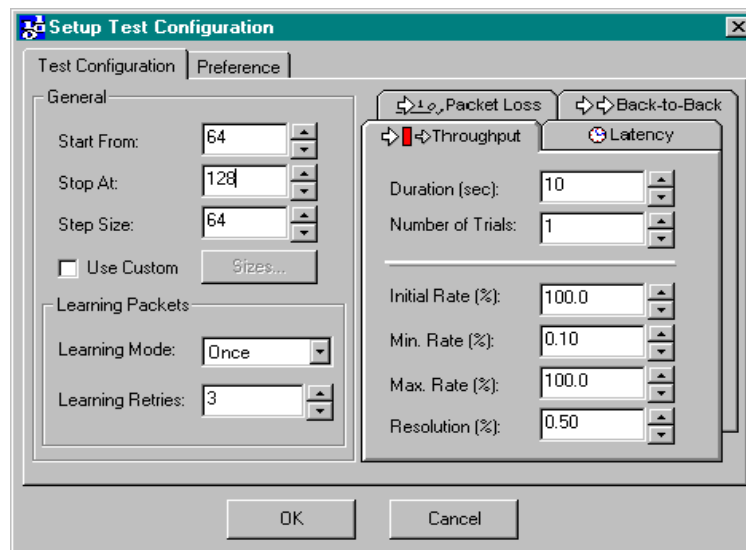 Setup Test Configuration
Test Configuration
Preference
General
Start From:
64
Stop At:
128
Step Size:
64
Use Custom
Sizes...
Learning Packets
Learning Mode:
Once
Learning Retries:
3
Packet Loss
Back-to-Back
Throughput
Latency
Duration (sec):
10
Number of Trials:
1
Initial Rate (%):
100.0
Min. Rate (%):
0.10
Max. Rate (%):
100.0
Resolution (%):
0.50
OK
Cancel